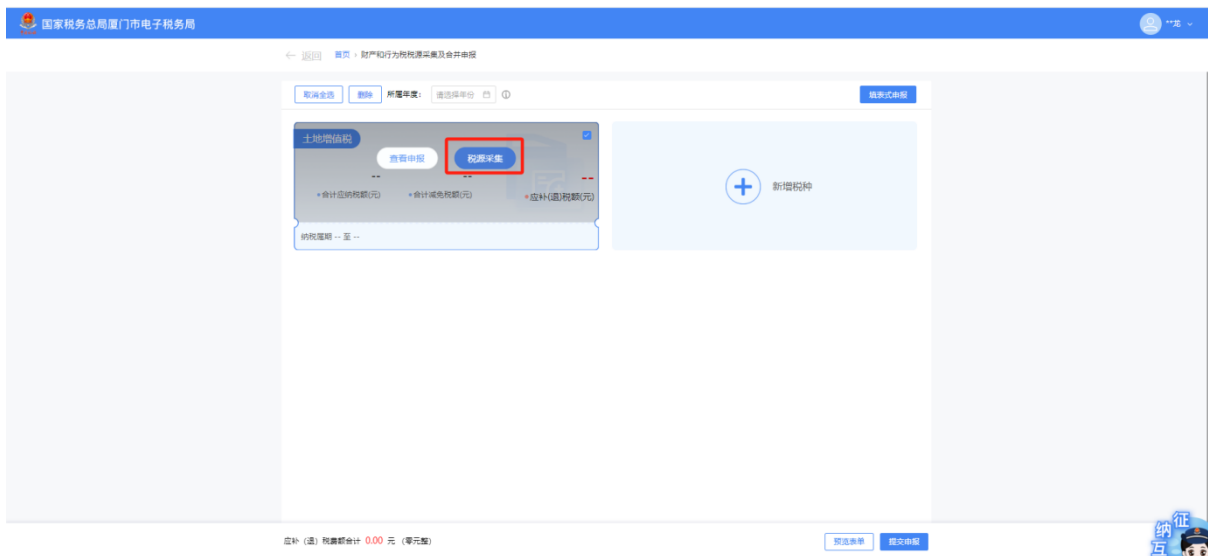 国家税务总局厦门市电子税务局
**龙
返回 首页 › 财产和行为税税源采集及合并申报
取消全选 删除 所属年度: 请选择年份 填表式申报
土地增值税
查看申报 税源采集
-- -- --
*合计应纳税额(元) *合计减免税额(元) *应补(退)税额(元)
纳税属期 -- 至 --
新增税种
应补（退）税费额合计 0.00 元 (零元整)
预览表单 提交申报
征
纳
互